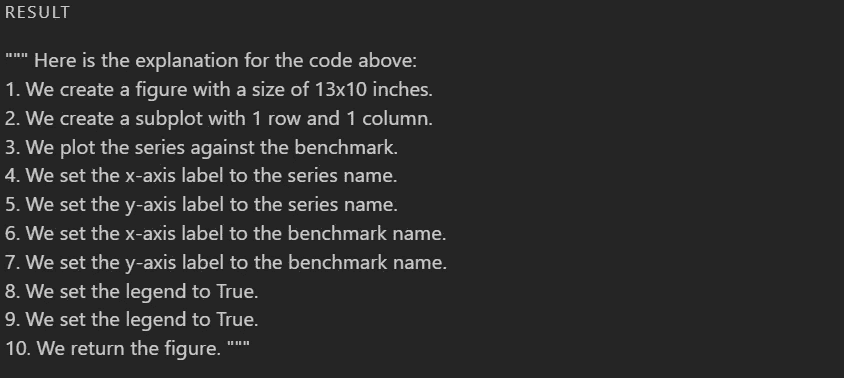 RESULT
""" Here is the explanation for the code above:
1. We create a figure with a size of 13x10 inches.
2. We create a subplot with 1 row and 1 column.
3. We plot the series against the benchmark.
4. We set the x-axis label to the series name.
5. We set the y-axis label to the series name.
6. We set the x-axis label to the benchmark name.
7. We set the y-axis label to the benchmark name.
8. We set the legend to True.
9. We set the legend to True.
10. We return the figure. """